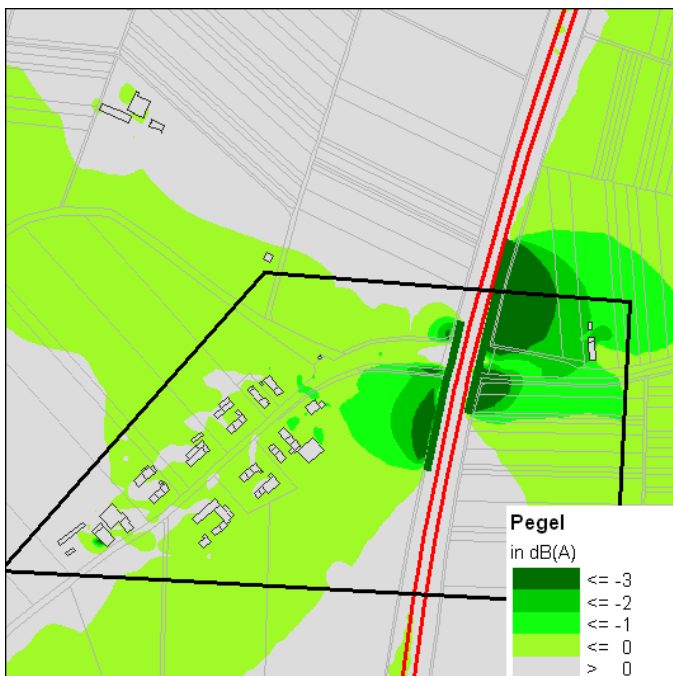 Pegel
in dB(A)
<= -3
<= -2
<= -1
<= 0
> 0